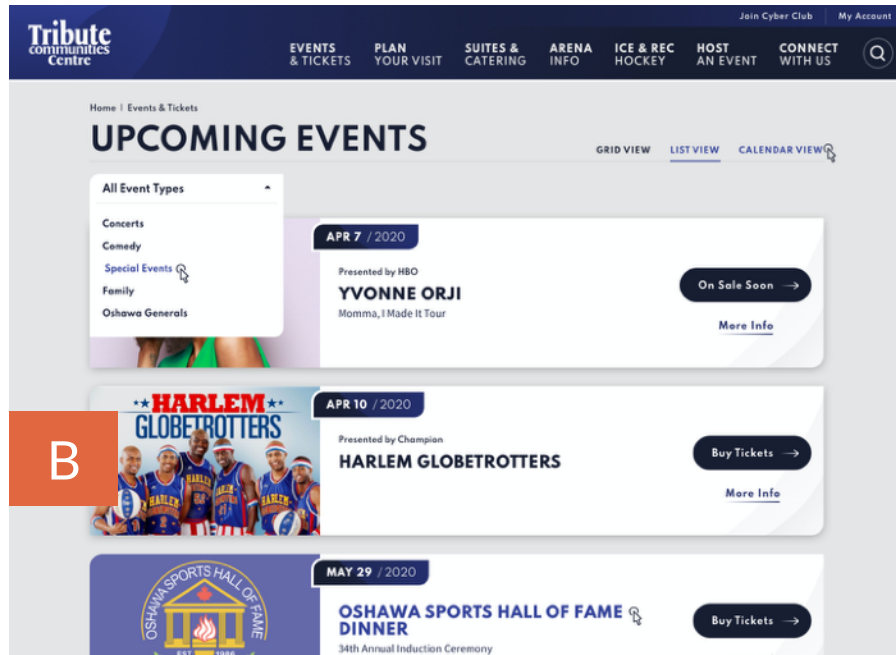 Join Cyber Club
My Account
Tribute
communities
Centre
EVENTS
& TICKETS
PLAN
YOUR VISIT
SUITES &
CATERING
ARENA
INFO
ICE & REC
HOCKEY
HOST
AN EVENT
CONNECT
WITH US
Home | Events & Tickets
UPCOMING EVENTS
GRID VIEW
LIST VIEW
CALENDAR VIEW
All Event Types
Concerts
Comedy
Special Events
Family
Oshawa Generals
APR 7 / 2020
Presented by HBO
YVONNE ORJI
Momma, I Made It Tour
On Sale Soon
More Info
HARLEM
GLOBETROTTERS
APR 10 / 2020
Presented by Champion
HARLEM GLOBETROTTERS
Buy Tickets
More Info
B
OSHAWA SPORTS HALL OF FAME
EST 1986
MAY 29 / 2020
OSHAWA SPORTS HALL OF FAME
DINNER
34th Annual Induction Ceremony
Buy Tickets